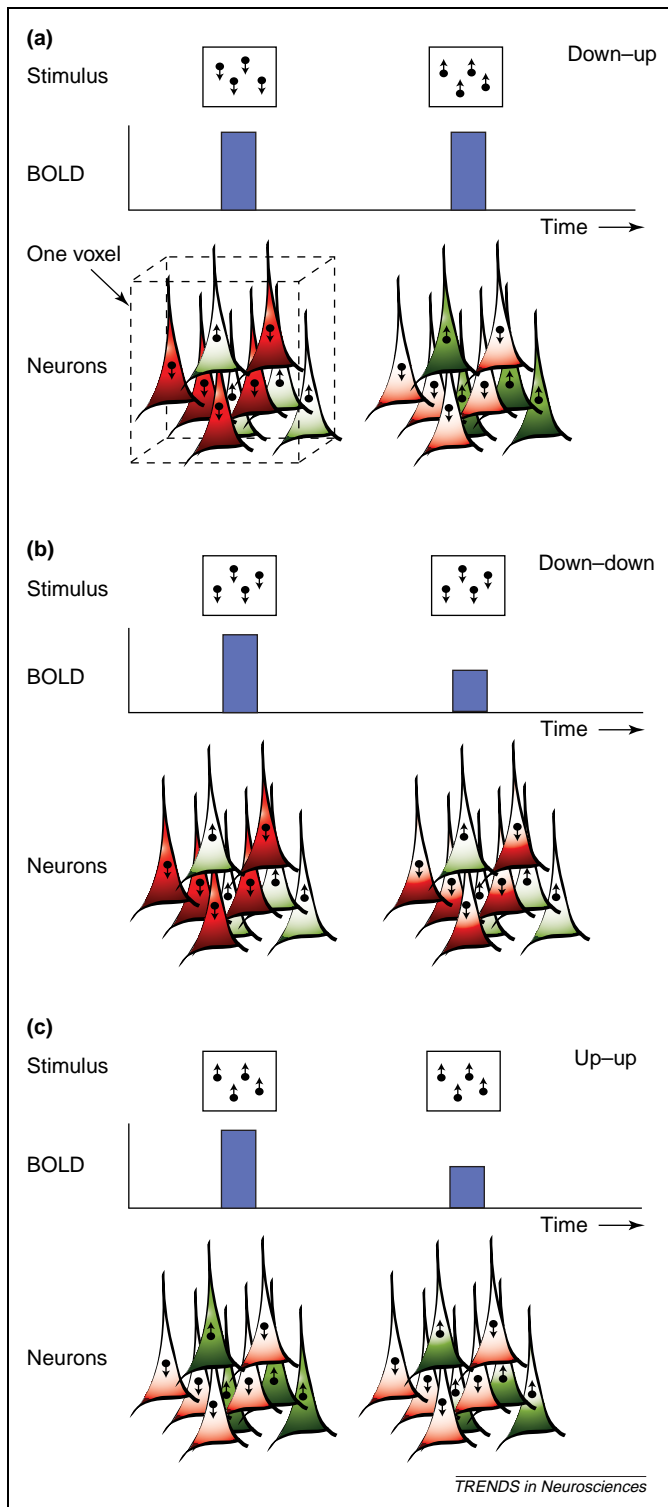 (a)
Stimulus
Down–up
BOLD
Time
One voxel
Neurons
(b)
Stimulus
Down–down
BOLD
Time
Neurons
(c)
Stimulus
Up–up
BOLD
Time
Neurons
TRENDS in Neurosciences